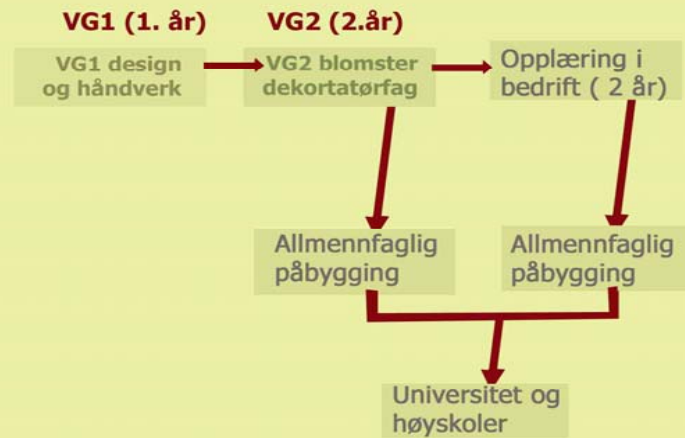 VG1 (1. år)
VG2 (2.år)
VG1 design
og håndverk
VG2 blomster
dekortatørfag
Opplæring i
bedrift ( 2 år)
Allmennfaglig
påbygging
Allmennfaglig
påbygging
Universitet og
høyskoler